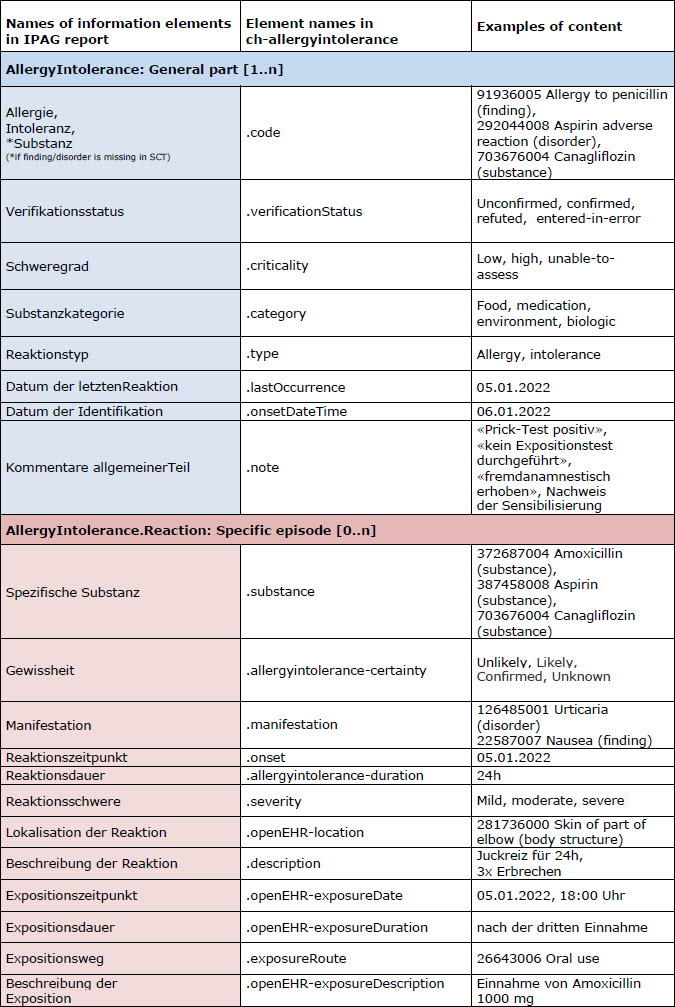 Names of information elements
in IPAG report
Element names in
ch-allergyintolerance
Examples of content
AllergyIntolerance: General part [1..n]
Allergie,
Intoleranz,
*Substanz
(*if finding/disorder is missing in SCT)
.code
91936005 Allergy to penicillin
(finding),
292044008 Aspirin adverse
reaction (disorder),
703676004 Canagliflozin
(substance)
Verifikationsstatus
.verificationStatus
Unconfirmed, confirmed,
refuted, entered-in-error
Schweregrad
.criticality
Low, high, unable-to-
assess
Substanzkategorie
.category
Food, medication,
environment, biologic
Reaktionstyp
.type
Allergy, intolerance
Datum der letztenReaktion
.lastOccurrence
05.01.2022
Datum der Identifikation
.onsetDateTime
06.01.2022
Kommentare allgemeinerTeil
.note
«Prick-Test positiv»,
«kein Expositionstest
durchgeführt»,
«fremdanamnestisch
erhoben», Nachweis
der Sensibilisierung
AllergyIntolerance.Reaction: Specific episode [0..n]
Spezifische Substanz
.substance
372687004 Amoxicillin
(substance),
387458008 Aspirin
(substance),
703676004 Canagliflozin
(substance)
Gewissheit
.allergyintolerance-certainty
Unlikely, Likely,
Confirmed, Unknown
Manifestation
.manifestation
126485001 Urticaria
(disorder)
22587007 Nausea (finding)
Reaktionszeitpunkt
.onset
05.01.2022
Reaktionsdauer
.allergyintolerance-duration
24h
Reaktionsschwere
.severity
Mild, moderate, severe
Lokalisation der Reaktion
.openEHR-location
281736000 Skin of part of
elbow (body structure)
Beschreibung der Reaktion
.description
Juckreiz für 24h,
3x Erbrechen
Expositionszeitpunkt
.openEHR-exposureDate
05.01.2022, 18:00 Uhr
Expositionsdauer
.openEHR-exposureDuration
nach der dritten Einnahme
Expositionsweg
.exposureRoute
26643006 Oral use
Beschreibung der
Exposition
.openEHR-exposureDescription
Einnahme von Amoxicillin
1000 mg